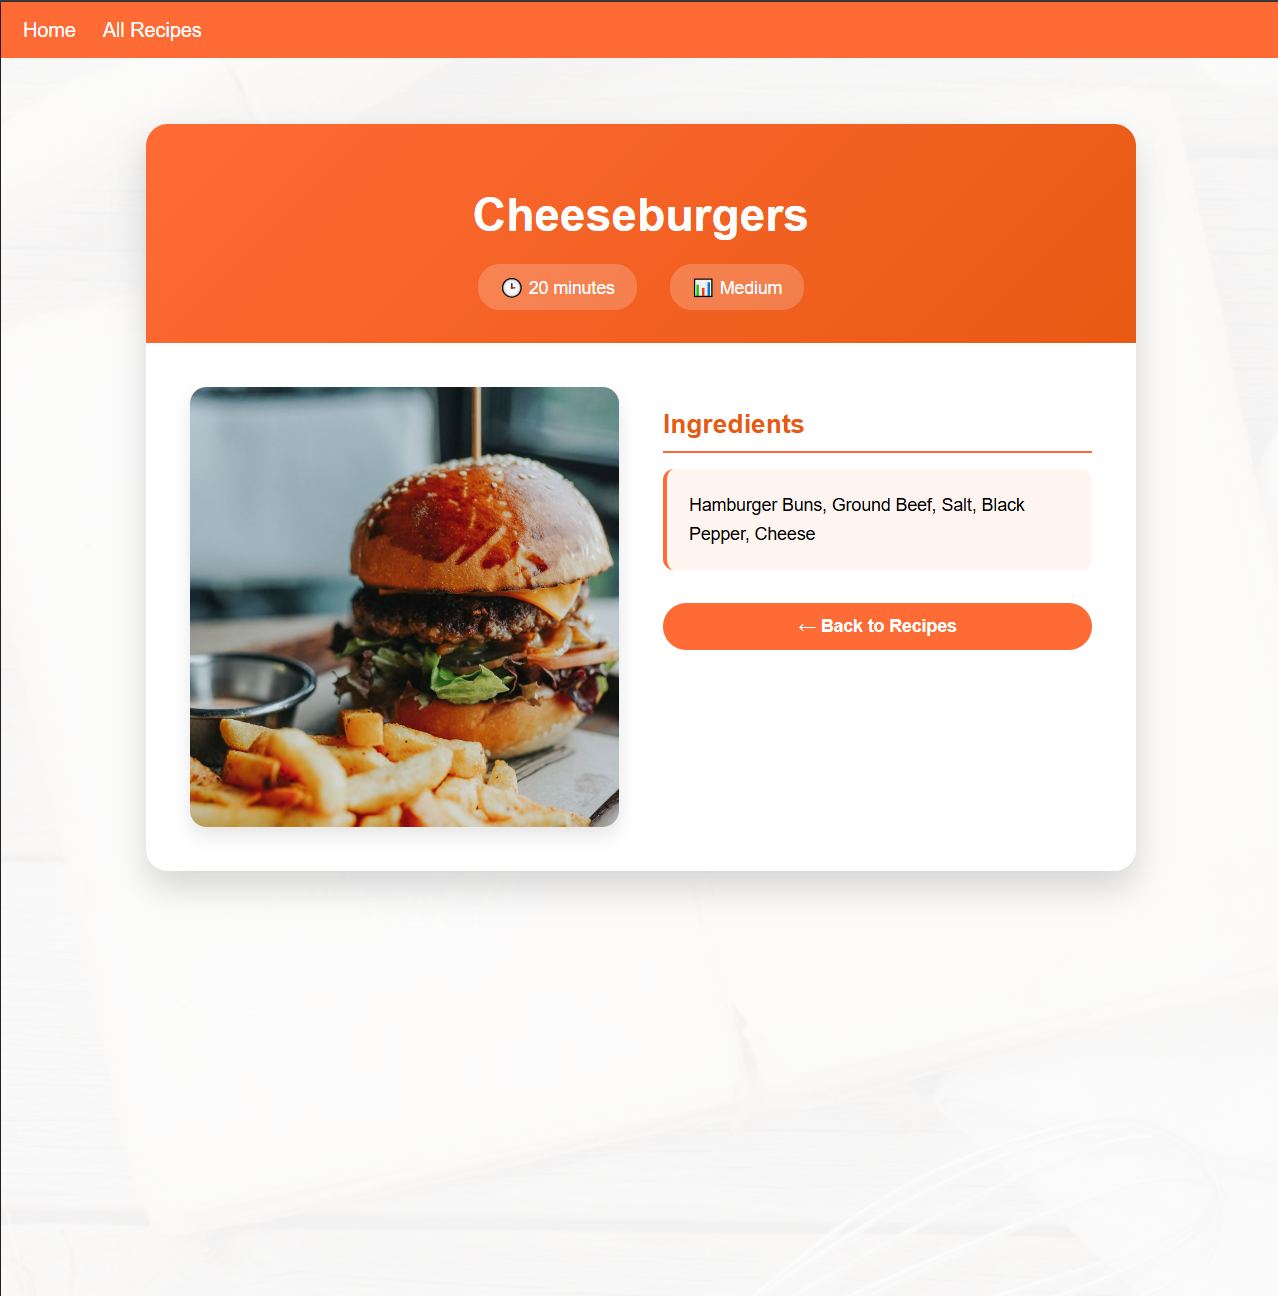 Home All Recipes
Cheeseburgers
20 minutes Medium
Ingredients
Hamburger Buns, Ground Beef, Salt, Black
Pepper, Cheese
← Back to Recipes